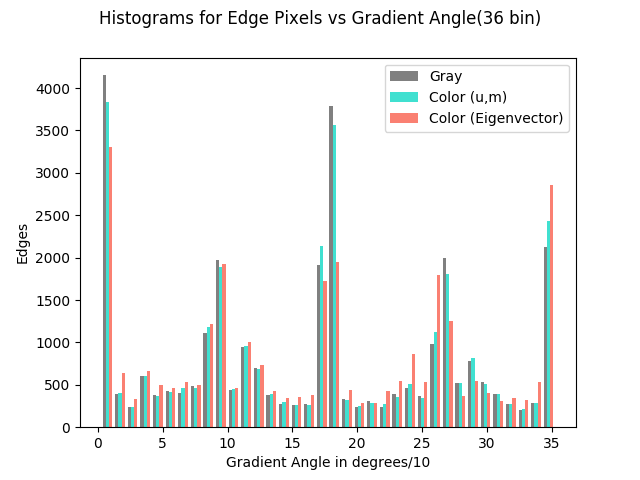 Histograms for Edge Pixels vs Gradient Angle(36 bin)
Gray
Color (u,m)
Color (Eigenvector)
4000
3500
3000
2500
2000
1500
1000
500
0
Edges
0 5 10 15 20 25 30 35
Gradient Angle in degrees/10